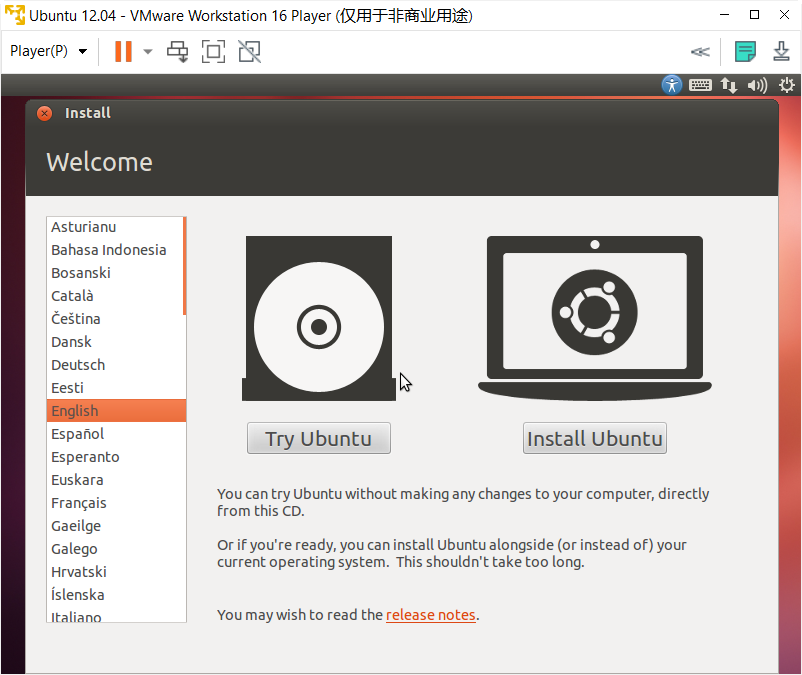 Ubuntu 12.04 - VMware Workstation 16 Player (仅用于非商业用途)
Player(P)
Install
Welcome
Asturianu
Bahasa Indonesia
Bosanski
Català
Čeština
Dansk
Deutsch
Eesti
English
Español
Esperanto
Euskara
Français
Gaeilge
Galego
Hrvatski
Íslenska
Italiano
Try Ubuntu
Install Ubuntu
You can try Ubuntu without making any changes to your computer, directly
from this CD.
Or if you're ready, you can install Ubuntu alongside (or instead of) your
current operating system.  This shouldn't take too long.
You may wish to read the release notes.